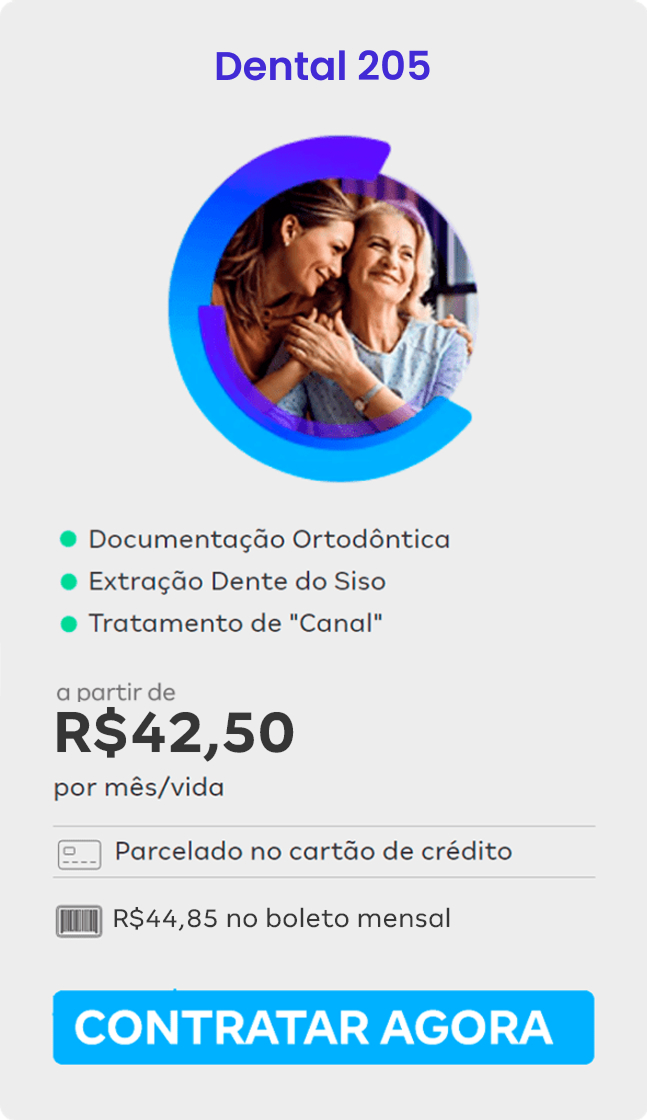 Dental 205
Documentação Ortodôntica
Extração Dente do Siso
Tratamento de "Canal"
a partir de
R$42,50
por mês/vida
Parcelado no cartão de crédito
R$44,85 no boleto mensal
CONTRATAR AGORA